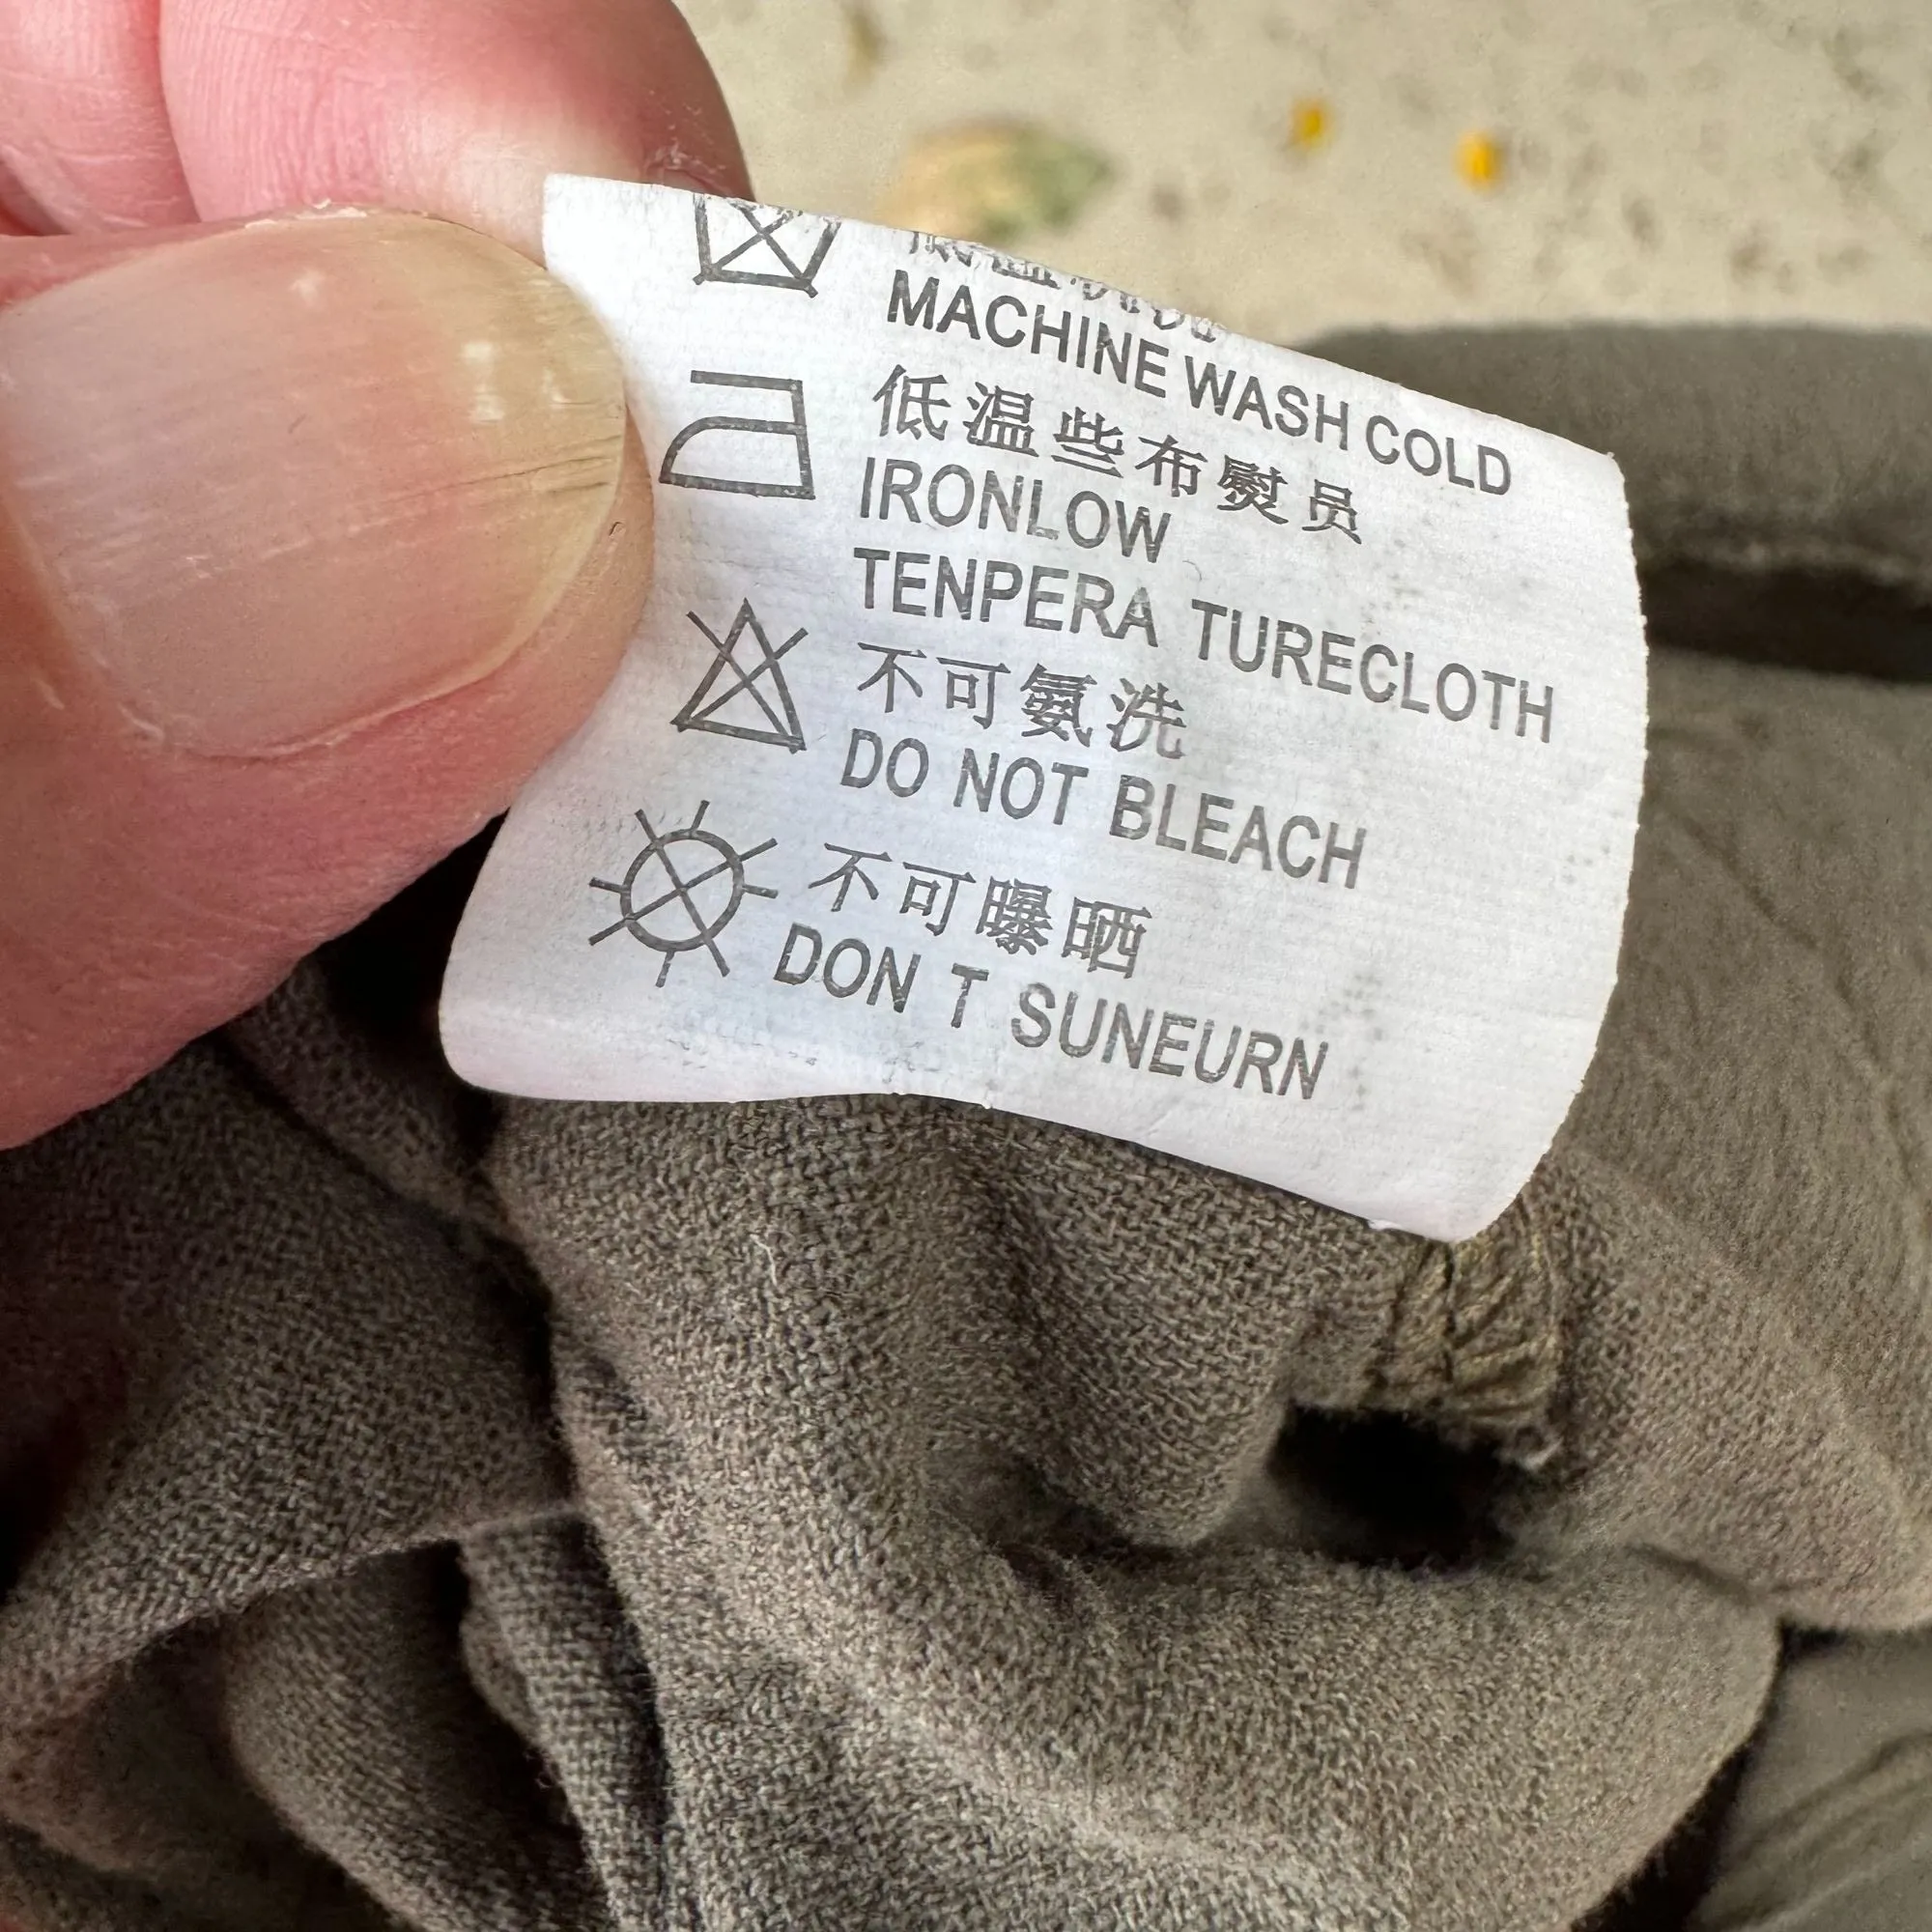 MACHINE WASH COLD
低温些布熨员
IRONLOW
TENPERA TURECLOTH
不可氨洗
DO NOT BLEACH
不可曝晒
DON T SUNEURN